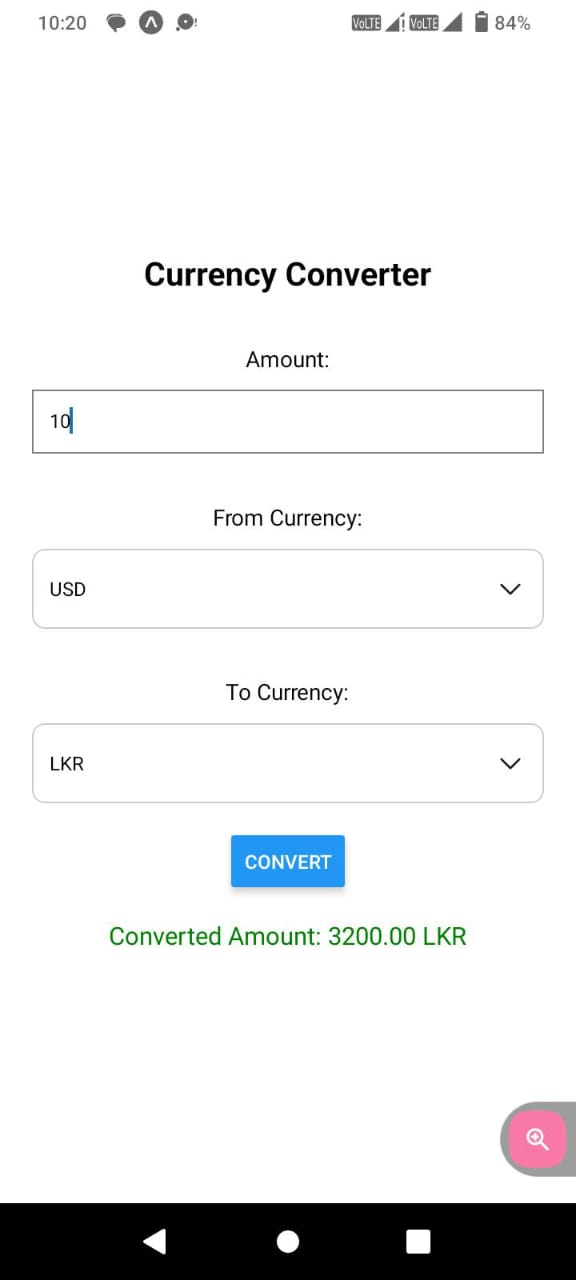 10:20 VoLTE VoLTE 84%
Currency Converter
Amount:
10
From Currency:
USD
To Currency:
LKR
CONVERT
Converted Amount: 3200.00 LKR